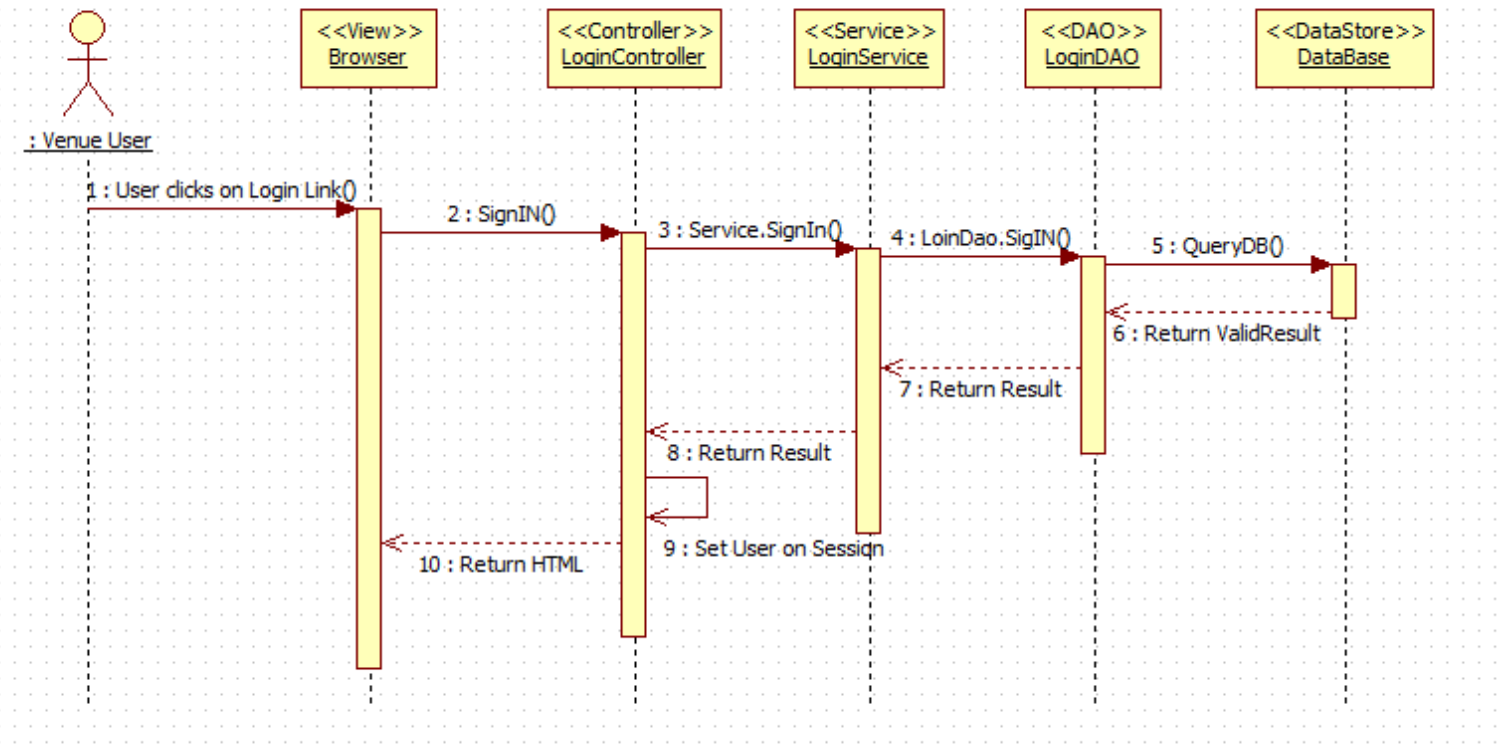 <<View>>
Browser
<<Controller>>
LoginController
<<Service>>
LoginService
<<DAO>>
LoginDAO
<<DataStore>>
DataBase
: Venue User
1 : User clicks on Login Link()
2 : SignIN()
3 : Service.SignIn()
4 : LoinDao.SigIN()
5 : QueryDB()
6 : Return ValidResult
7 : Return Result
8 : Return Result
9 : Set User on Session
10 : Return HTML